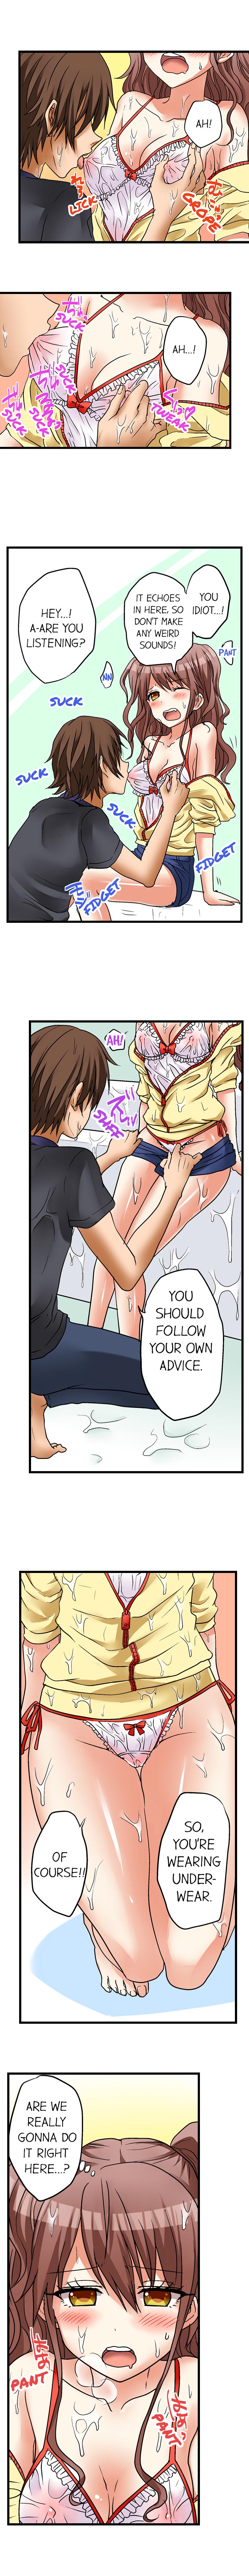 AH!
LICK
GROPE
AH...!
SUCK
SUCK
SUCK
SUCK
SUCK
TWEAK
YOU
IDIOT...!
IT ECHOES
IN HERE, SO
DON'T MAKE
ANY WEIRD
SOUNDS!
HEY...!
A-ARE YOU
LISTENING?
PANT
NN
SUCK
SUCK
SUCK
FIDGET
FIDGET
AH!
YOU
SHOULD
FOLLOW
YOUR OWN
ADVICE.
SO,
YOU'RE
WEARING
UNDER-
WEAR.
OF
COURSE!!
ARE WE
REALLY
GONNA DO
IT RIGHT
HERE...?
PANT
PANT